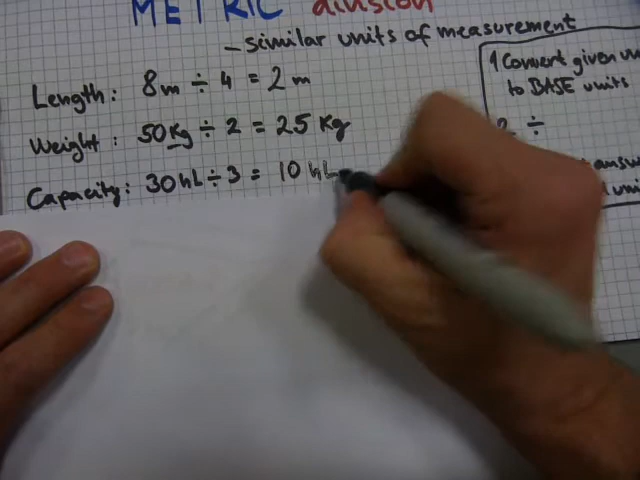 METRIC division
- similar units of measurement
Length: 8m ÷ 4 = 2 m
Weight: 50Kg ÷ 2 = 25 Kg
Capacity: 30hL ÷ 3 = 10 hL
1 Convert given
to BASE units
2 ÷